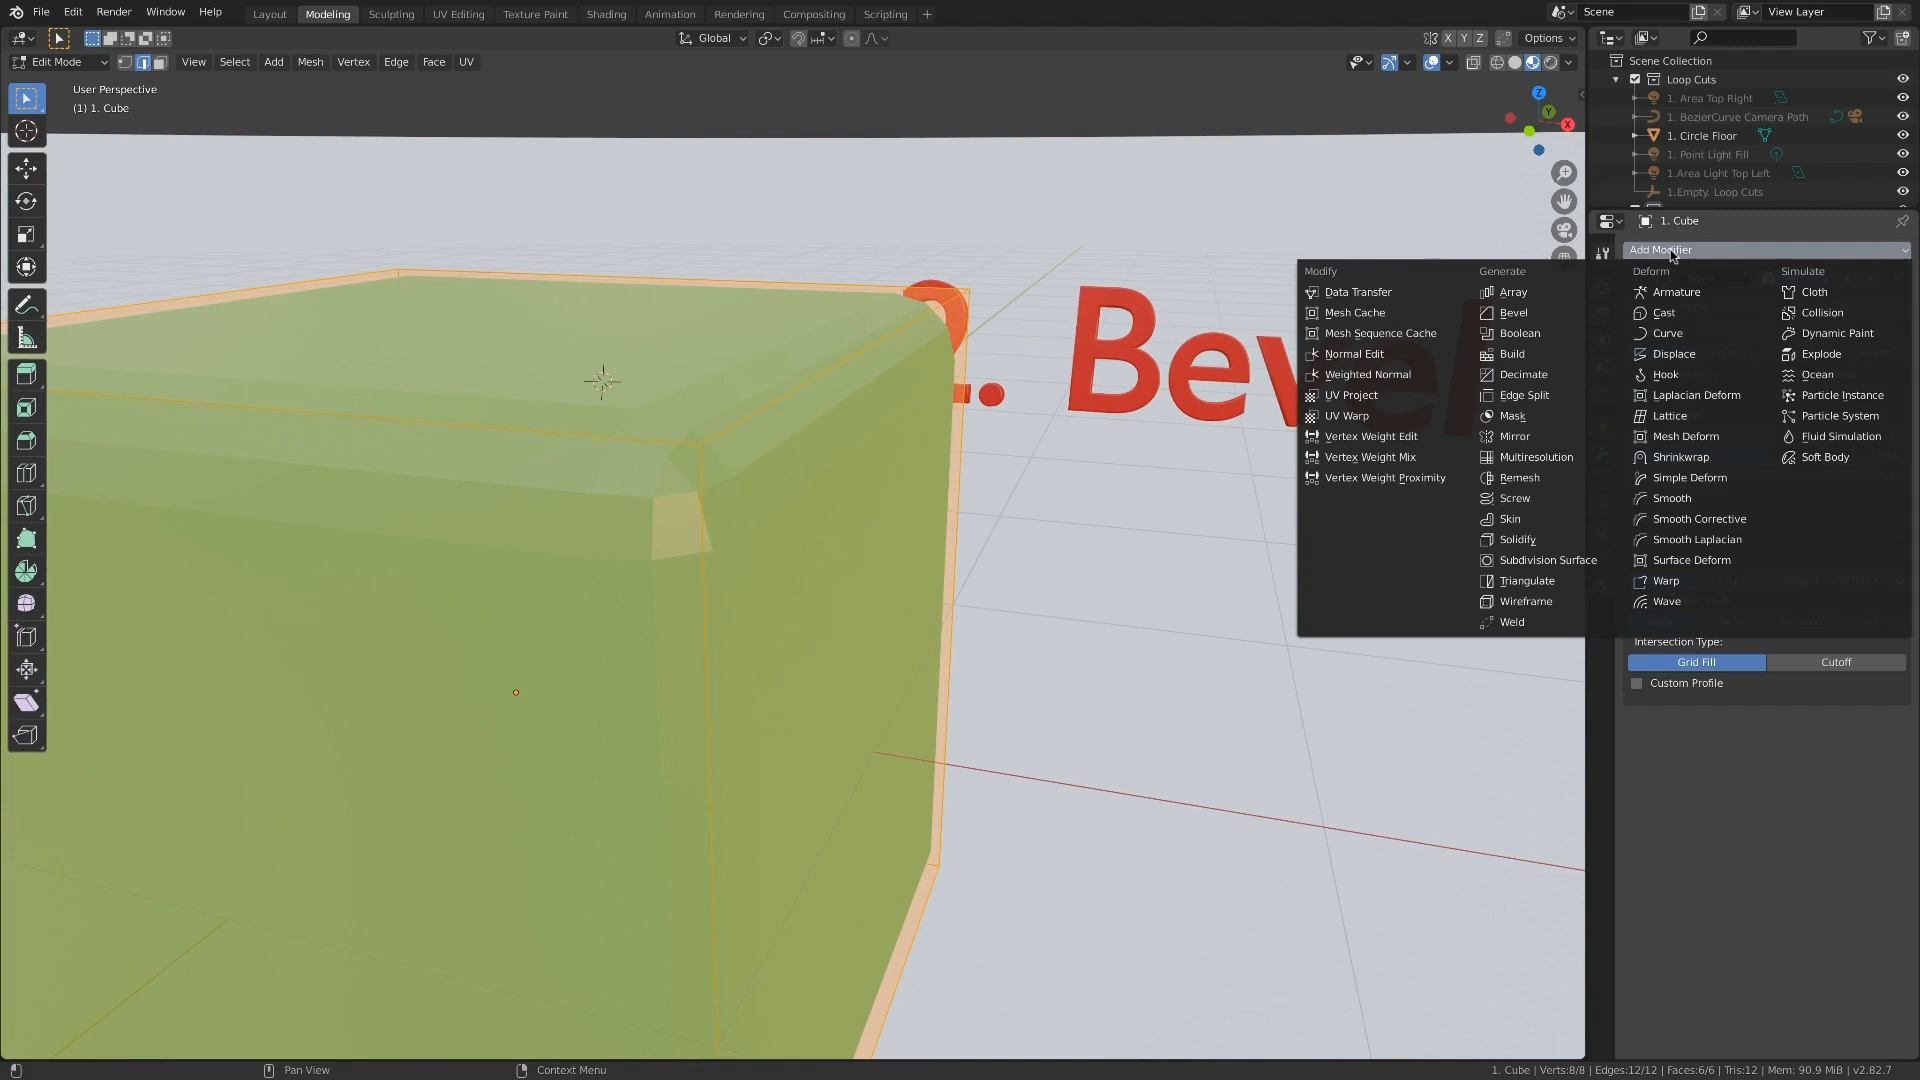 File Edit Render Window Help Layout Modeling Sculpting UV Editing Texture Paint Shading Animation Rendering Compositing Scripting + Scene View Layer
Global X Y Z Options
Edit Mode View Select Add Mesh Vertex Edge Face UV
User Perspective
(1) 1. Cube
Z
Y
X
Scene Collection
Loop Cuts
1. Area Top Right
1. BezierCurve Camera Path
1. Circle Floor
1. Point Light Fill
1.Area Light Top Left
1.Empty. Loop Cuts
1. Cube
Add Modifier
Modify
Data Transfer
Mesh Cache
Mesh Sequence Cache
Normal Edit
Weighted Normal
UV Project
UV Warp
Vertex Weight Edit
Vertex Weight Mix
Vertex Weight Proximity
Generate
Array
Bevel
Boolean
Build
Decimate
Edge Split
Mask
Mirror
Multiresolution
Remesh
Screw
Skin
Solidify
Subdivision Surface
Triangulate
Wireframe
Weld
Deform
Armature
Cast
Curve
Displace
Hook
Laplacian Deform
Lattice
Mesh Deform
Shrinkwrap
Simple Deform
Smooth
Smooth Corrective
Smooth Laplacian
Surface Deform
Warp
Wave
Simulate
Cloth
Collision
Dynamic Paint
Explode
Ocean
Particle Instance
Particle System
Fluid Simulation
Soft Body
Intersection Type:
Grid Fill Cutoff
Custom Profile
2. Bev
Pan View Context Menu 1. Cube | Verts:8/8 | Edges:12/12 | Faces:6/6 | Tris:12 | Mem: 90.9 MiB | v2.82.7